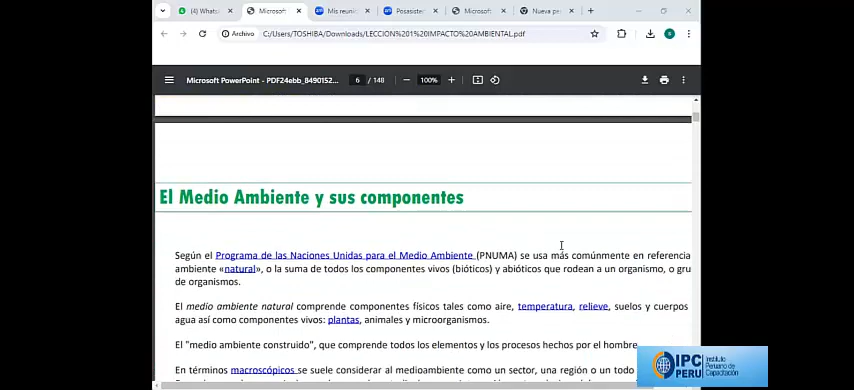 (4) Whats
Microsoft
Mis reuni
Posasister
Microsoft
Nueva pe
Archivo C:/Users/TOSHIBA/Downloads/LECCION%201%20IMPACTO%20AMBIENTAL.pdf
Microsoft PowerPoint - PDF24ebb_8490152... 6 / 148 100%
El Medio Ambiente y sus componentes
Según el Programa de las Naciones Unidas para el Medio Ambiente (PNUMA) se usa más comúnmente en referencia
ambiente «natural», o la suma de todos los componentes vivos (bióticos) y abióticos que rodean a un organismo, o gru
de organismos.
El medio ambiente natural comprende componentes físicos tales como aire, temperatura, relieve, suelos y cuerpos
agua así como componentes vivos: plantas, animales y microorganismos.
El "medio ambiente construido", que comprende todos los elementos y los procesos hechos por el hombre.
En términos macroscópicos se suele considerar al medioambiente como un sector, una región o un todo
IPC PERU
Instituto
Peruano de
Capacitación